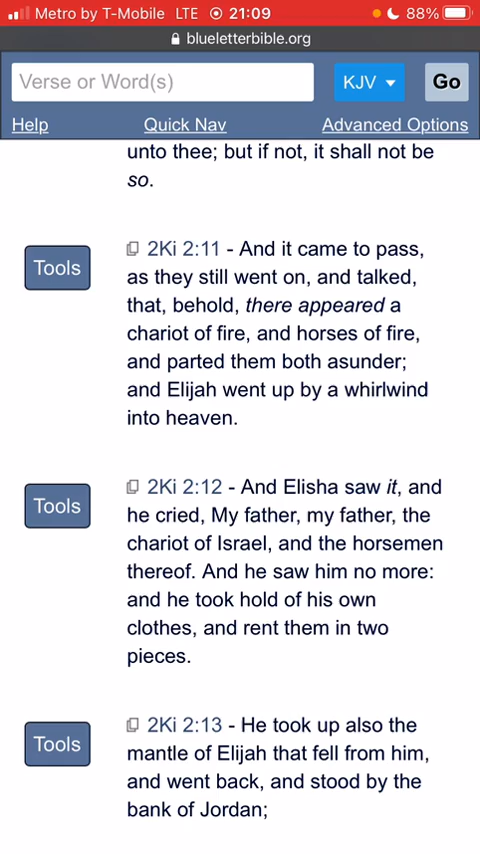 Metro by T-Mobile LTE 21:09 88%
blueletterbible.org
Verse or Word(s) KJV Go
Help Quick Nav Advanced Options
unto thee; but if not, it shall not be
so.
Tools
2Ki 2:11 - And it came to pass,
as they still went on, and talked,
that, behold, there appeared a
chariot of fire, and horses of fire,
and parted them both asunder;
and Elijah went up by a whirlwind
into heaven.
Tools
2Ki 2:12 - And Elisha saw it, and
he cried, My father, my father, the
chariot of Israel, and the horsemen
thereof. And he saw him no more:
and he took hold of his own
clothes, and rent them in two
pieces.
Tools
2Ki 2:13 - He took up also the
mantle of Elijah that fell from him,
and went back, and stood by the
bank of Jordan;